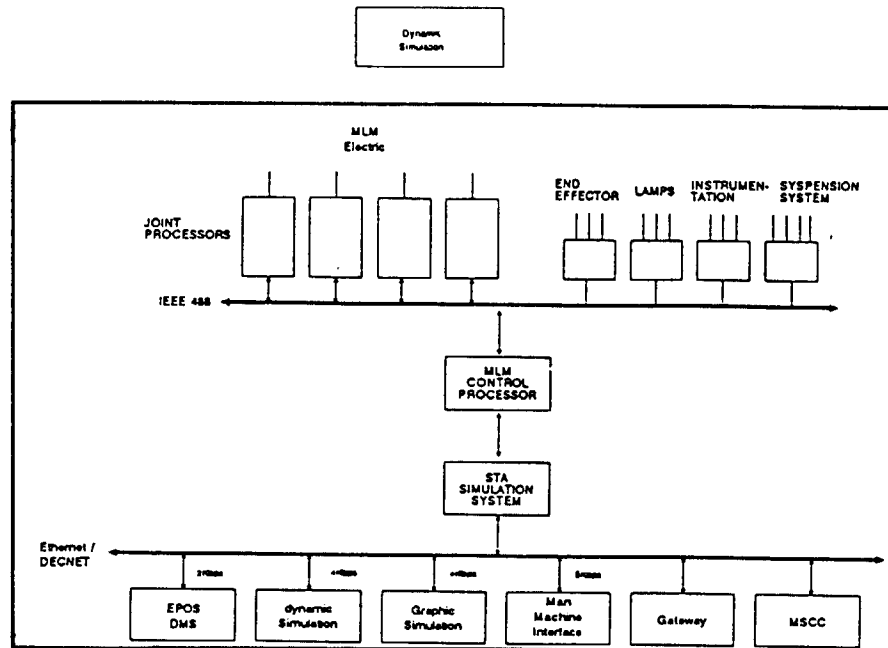 Dynamic
Simulation
MLM
Electric
JOINT
PROCESSORS
END
EFFECTOR
LAMPS
INSTRUMEN-
TATION
SYSPENSION
SYSTEM
IEEE 488
MLM
CONTROL
PROCESSOR
STA
SIMULATION
SYSTEM
Ethernet /
DECNET
EPOS
DMS
dynamic
Simulation
Graphic
Simulation
Man
Machine
Interface
Gateway
MSCC